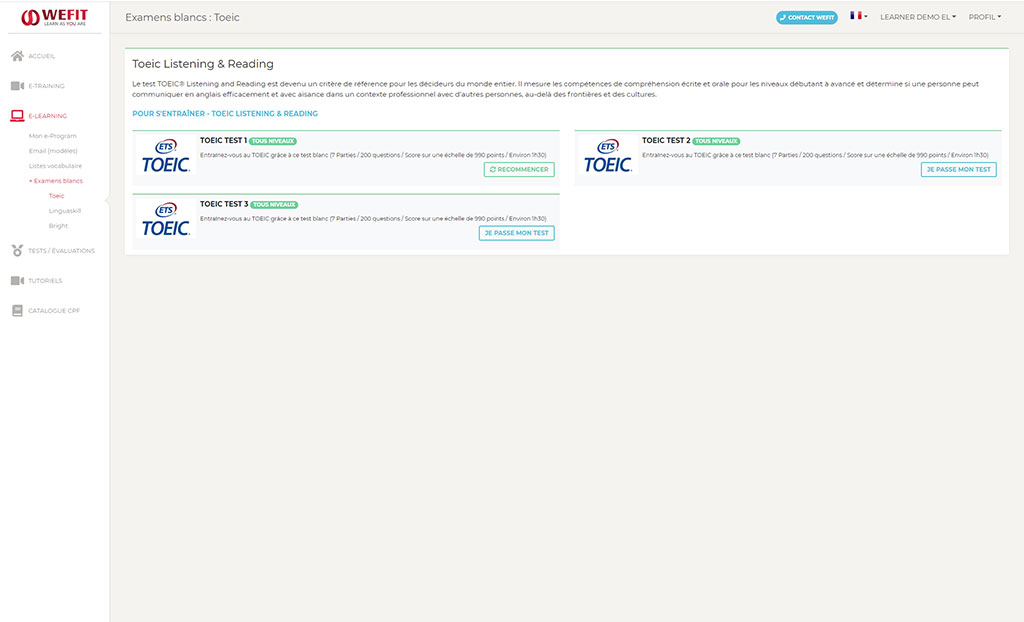 WEFIT
LEARN AS YOU ARE
Examens blancs : Toeic
CONTACT WEFIT
LEARNER DEMO EL
PROFIL
ACCUEIL
E-TRAINING
E-LEARNING
Mon e-Program
Email (modèles)
Listes vocabulaire
+ Examens blancs
Toeic
Linguaskill
Bright
TESTS / ÉVALUATIONS
TUTORIELS
CATALOGUE CPF
Toeic Listening & Reading
Le test TOEIC® Listening and Reading est devenu un critère de référence pour les décideurs du monde entier. Il mesure les compétences de compréhension écrite et orale pour les niveaux débutant à avancé et détermine si une personne peut
communiquer en anglais efficacement et avec aisance dans un contexte professionnel avec d'autres personnes, au-delà des frontières et des cultures.
POUR S'ENTRAÎNER - TOEIC LISTENING & READING
ETS
TOEIC.
TOEIC TEST 1 TOUS NIVEAUX
Entraînez-vous au TOEIC grâce à ce test blanc (7 Parties / 200 questions / Score sur une échelle de 990 points / Environ 1h30)
RECOMMENCER
ETS
TOEIC.
TOEIC TEST 2 TOUS NIVEAUX
Entraînez-vous au TOEIC grâce à ce test blanc (7 Parties / 200 questions / Score sur une échelle de 990 points / Environ 1h30)
JE PASSE MON TEST
ETS
TOEIC.
TOEIC TEST 3 TOUS NIVEAUX
Entraînez-vous au TOEIC grâce à ce test blanc (7 Parties / 200 questions / Score sur une échelle de 990 points / Environ 1h30)
JE PASSE MON TEST